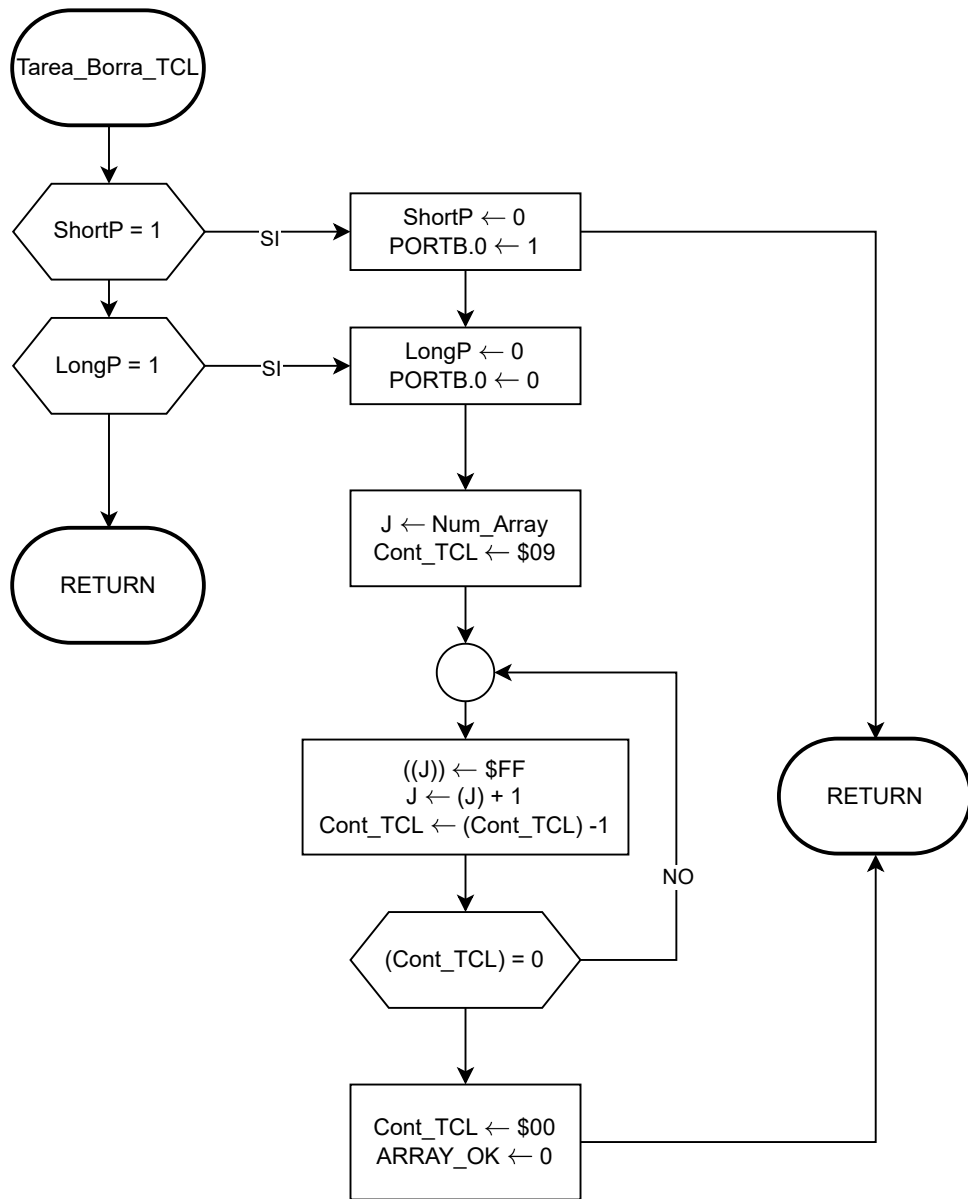 Tarea_Borra_TCL
ShortP = 1
SI
ShortP ← 0
PORTB.0 ← 1
LongP = 1
SI
LongP ← 0
PORTB.0 ← 0
J ← Num_Array
Cont_TCL ← $09
RETURN
((J)) ← $FF
J ← (J) + 1
Cont_TCL ← (Cont_TCL) -1
RETURN
NO
(Cont_TCL) = 0
Cont_TCL ← $00
ARRAY_OK ← 0